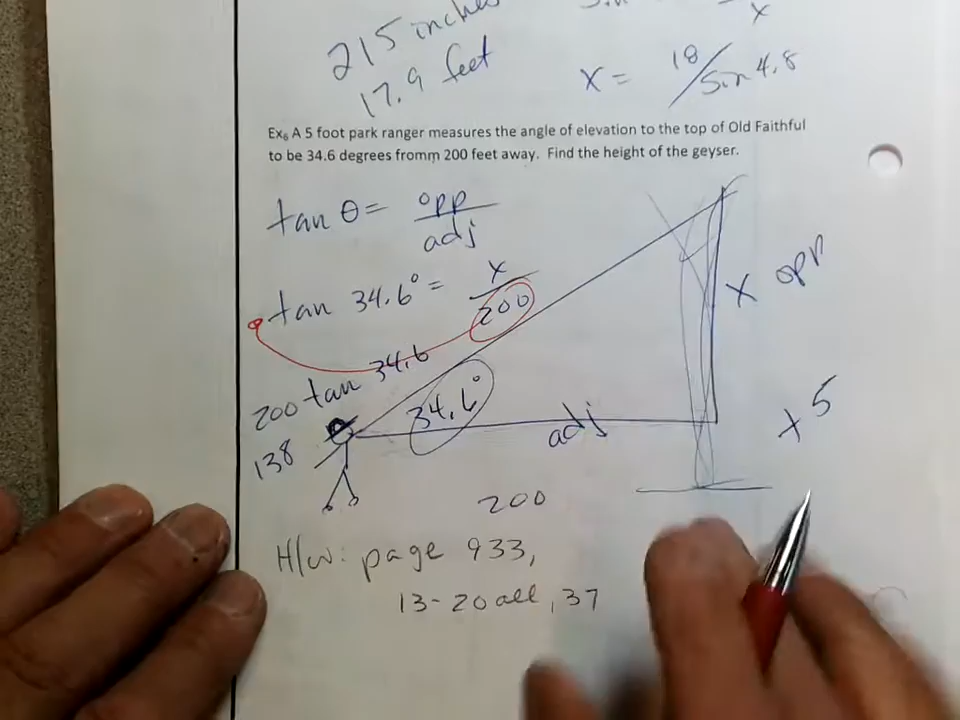 215 inches
17.9 feet
x
x = 18/sin 4.8
Ex6 A 5 foot park ranger measures the angle of elevation to the top of Old Faithful
to be 34.6 degrees fromm 200 feet away. Find the height of the geyser.
tan θ = opp/adj
tan 34.6° = x/200
x opp
200 tan 34.6
34.6°
adj
+ 5
138
200
H/w: page 933,
13-20 all, 37